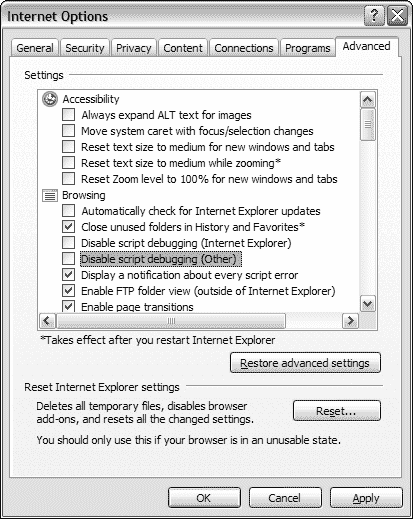 Internet Options
General Security Privacy Content Connections Programs Advanced
Settings
Accessibility
Always expand ALT text for images
Move system caret with focus/selection changes
Reset text size to medium for new windows and tabs
Reset text size to medium while zooming*
Reset Zoom level to 100% for new windows and tabs
Browsing
Automatically check for Internet Explorer updates
Close unused folders in History and Favorites*
Disable script debugging (Internet Explorer)
Disable script debugging (Other)
Display a notification about every script error
Enable FTP folder view (outside of Internet Explorer)
Enable page transitions
*Takes effect after you restart Internet Explorer
Restore advanced settings
Reset Internet Explorer settings
Deletes all temporary files, disables browser
add-ons, and resets all the changed settings.
Reset...
You should only use this if your browser is in an unusable state.
OK Cancel Apply